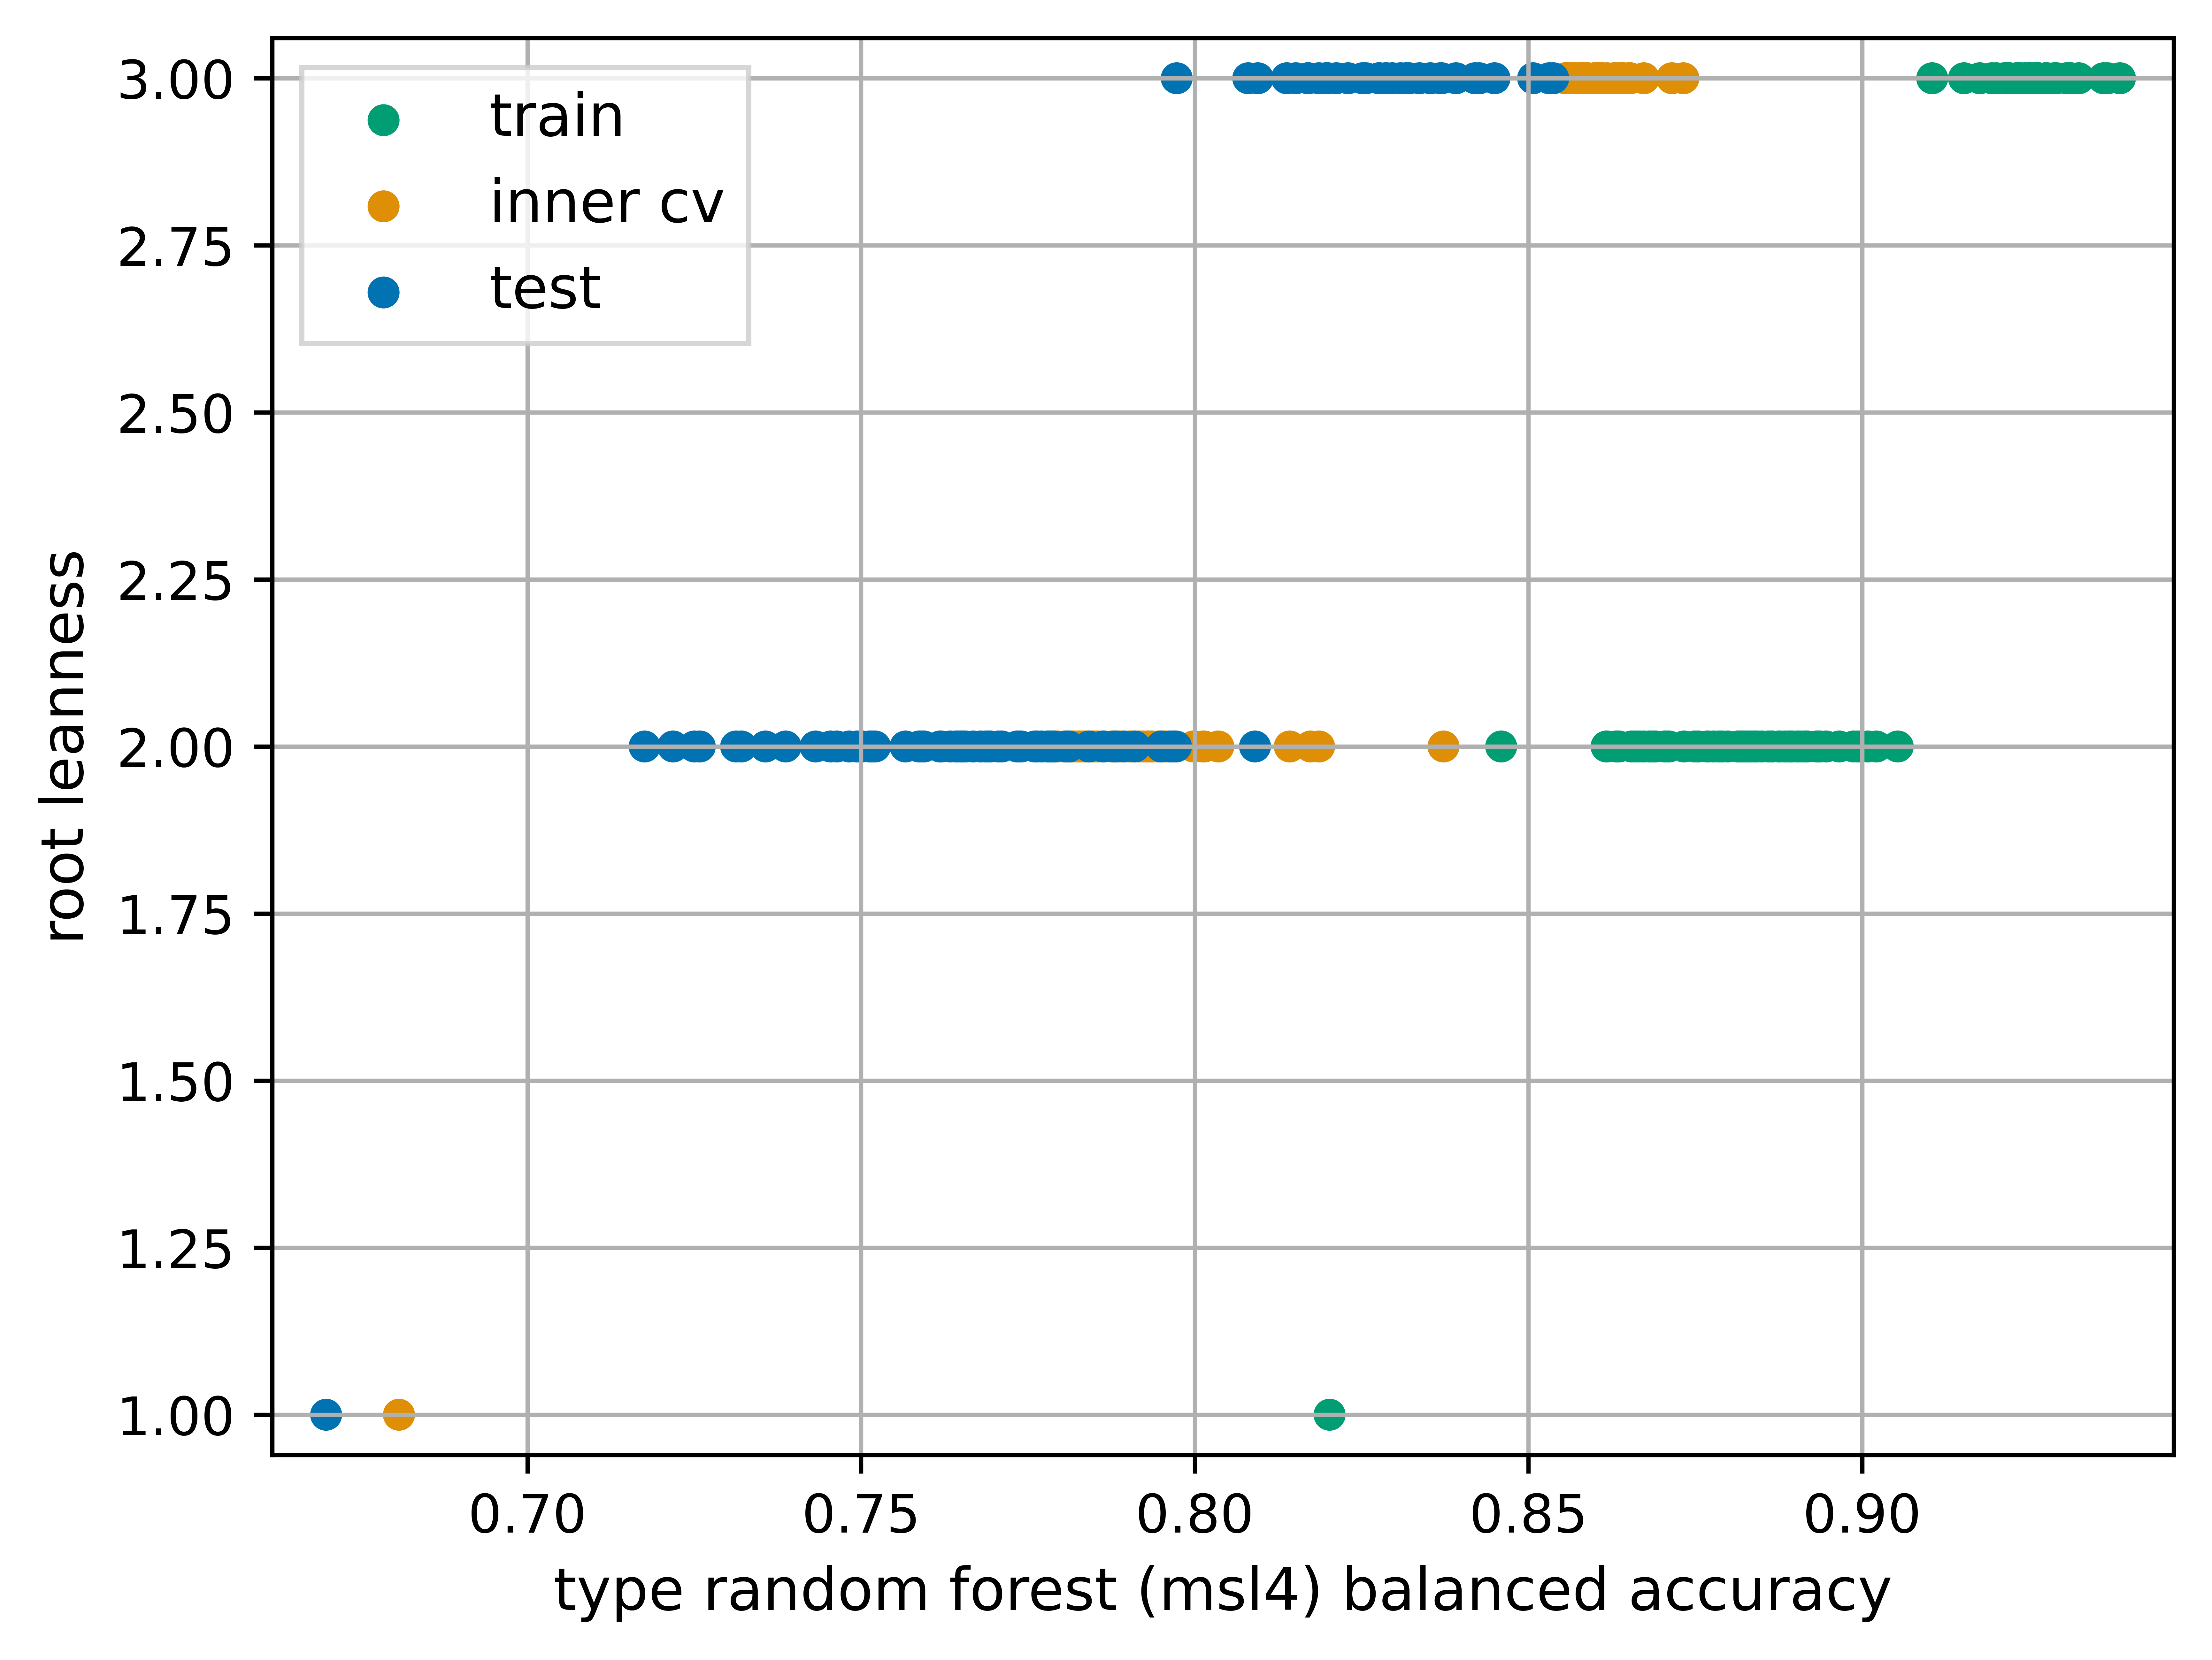 3.00
2.75
2.50
2.25
2.00
1.75
1.50
1.25
1.00
root leanness
train
inner cv
test
0.70 0.75 0.80 0.85 0.90
type random forest (msl4) balanced accuracy